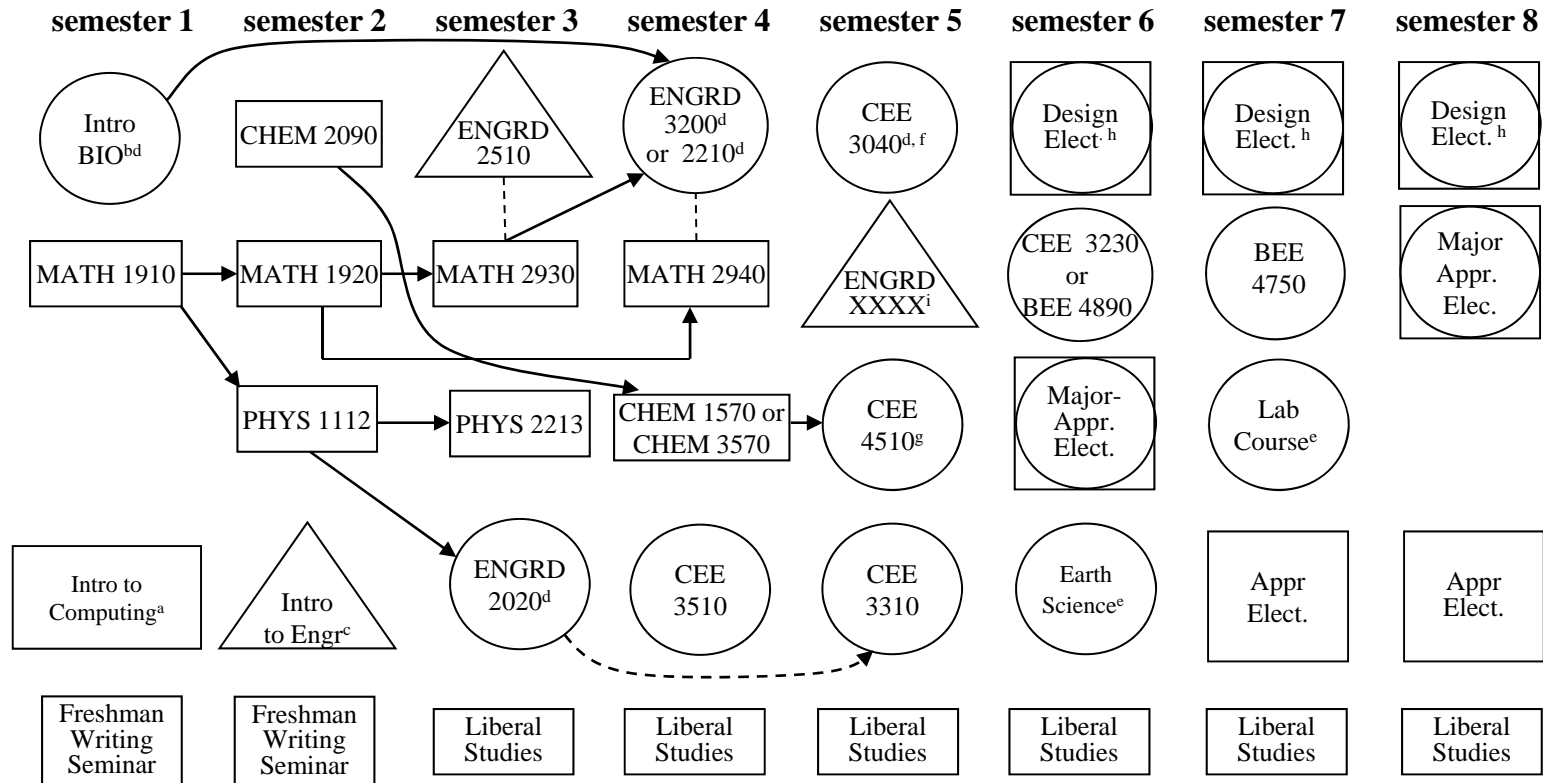 semester 1 semester 2 semester 3 semester 4 semester 5 semester 6 semester 7 semester 8
Intro
BIOᵇᵈ
CHEM 2090
ENGRD
2510
ENGRD
3200ᵈ
or 2210ᵈ
CEE
3040ᵈ, ᶠ
Design
Elect. ʰ
Design
Elect. ʰ
Design
Elect. ʰ
MATH 1910
MATH 1920
MATH 2930
MATH 2940
ENGRD
XXXXⁱ
CEE 3230
or
BEE 4890
BEE
4750
Major
Appr.
Elec.
PHYS 1112
PHYS 2213
CHEM 1570 or
CHEM 3570
CEE
4510ᵍ
Major-
Appr.
Elect.
Lab
Courseᵉ
Intro to
Computingᵃ
Intro
to Engrᶜ
ENGRD
2020ᵈ
CEE
3510
CEE
3310
Earth
Scienceᵉ
Appr
Elect.
Appr
Elect.
Freshman
Writing
Seminar
Freshman
Writing
Seminar
Liberal
Studies
Liberal
Studies
Liberal
Studies
Liberal
Studies
Liberal
Studies
Liberal
Studies